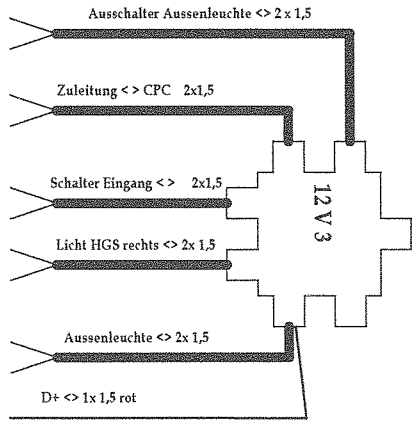 Ausschalter Aussenleuchte <> 2 x 1,5
Zuleitung < > CPC 2x1,5
Schalter Eingang <> 2x1,5
12 V 3
Licht HGS rechts <> 2x 1,5
Aussenleuchte <> 2x 1,5
D+ <> 1x 1,5 rot